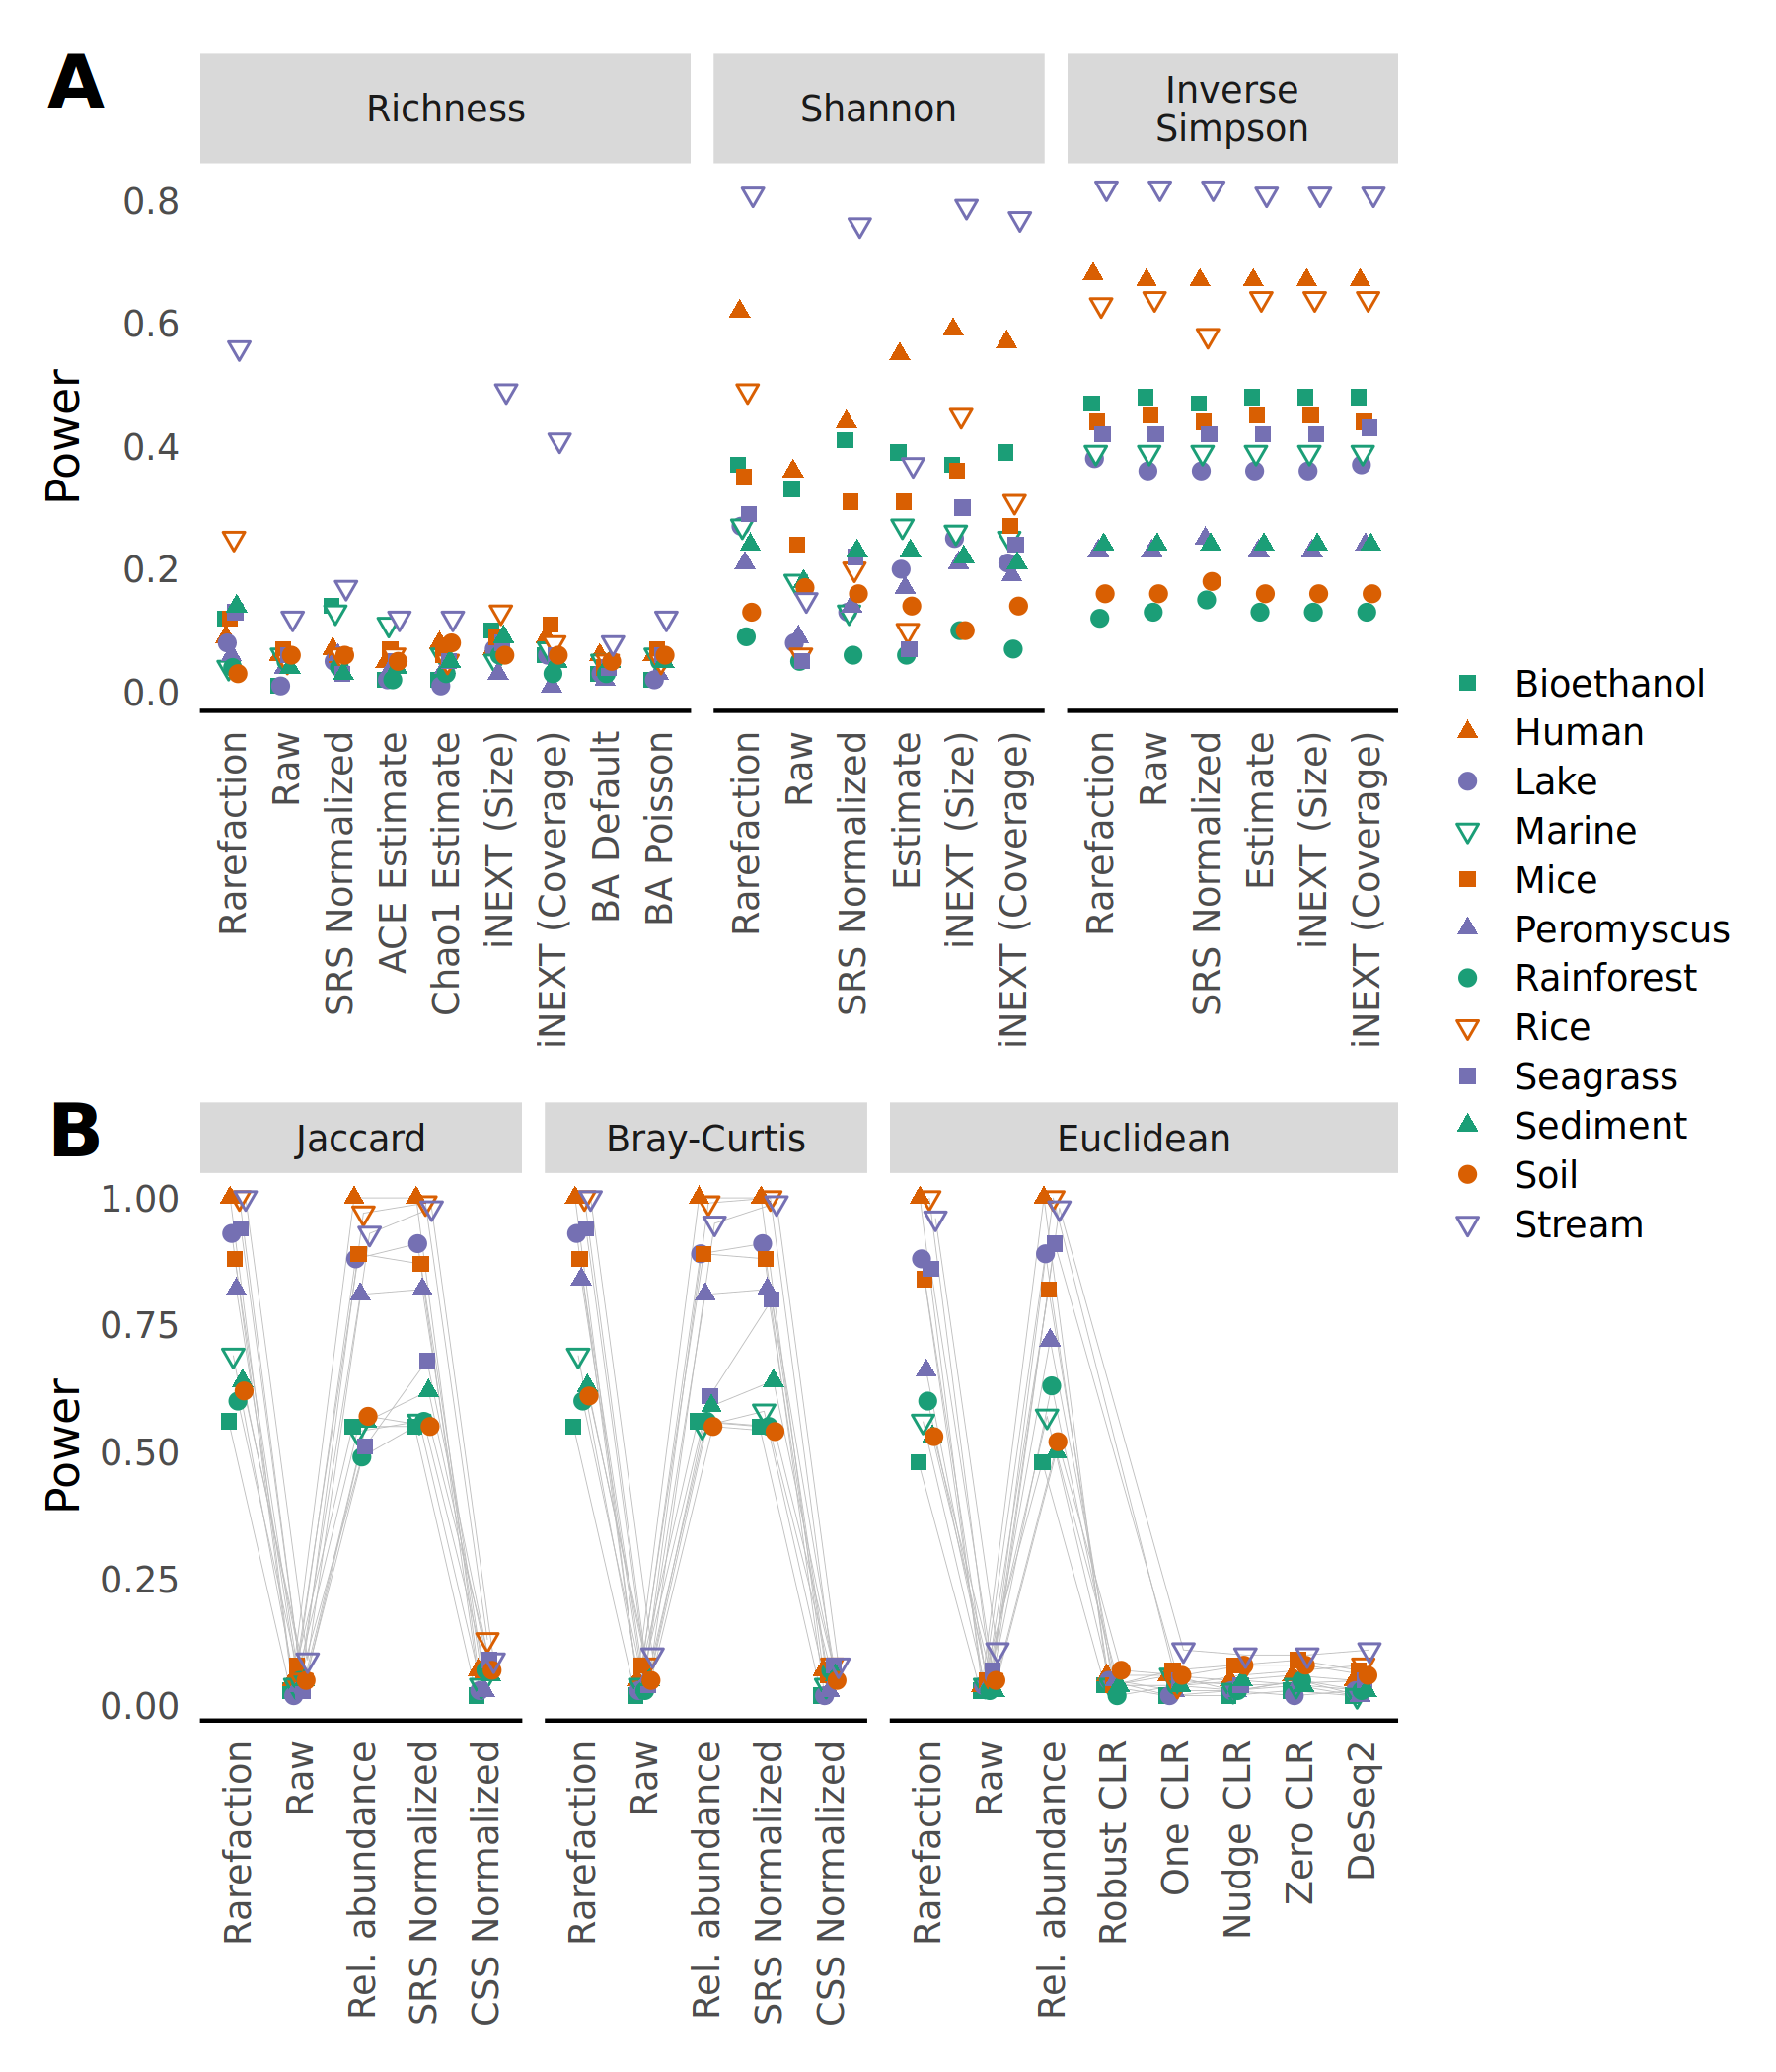 A
Richness
Shannon
Inverse
Simpson
Power
0.8
0.6
0.4
0.2
0.0
Rarefaction
Raw
SRS Normalized
ACE Estimate
Chao1 Estimate
iNEXT (Size)
iNEXT (Coverage)
BA Default
BA Poisson
Rarefaction
Raw
SRS Normalized
Estimate
iNEXT (Size)
iNEXT (Coverage)
Rarefaction
Raw
SRS Normalized
Estimate
iNEXT (Size)
iNEXT (Coverage)
Bioethanol
Human
Lake
Marine
Mice
Peromyscus
Rainforest
Rice
Seagrass
Sediment
Soil
Stream
B
Jaccard
Bray-Curtis
Euclidean
Power
1.00
0.75
0.50
0.25
0.00
Rarefaction
Raw
Rel. abundance
SRS Normalized
CSS Normalized
Rarefaction
Raw
Rel. abundance
SRS Normalized
CSS Normalized
Rarefaction
Raw
Rel. abundance
Robust CLR
One CLR
Nudge CLR
Zero CLR
DeSeq2